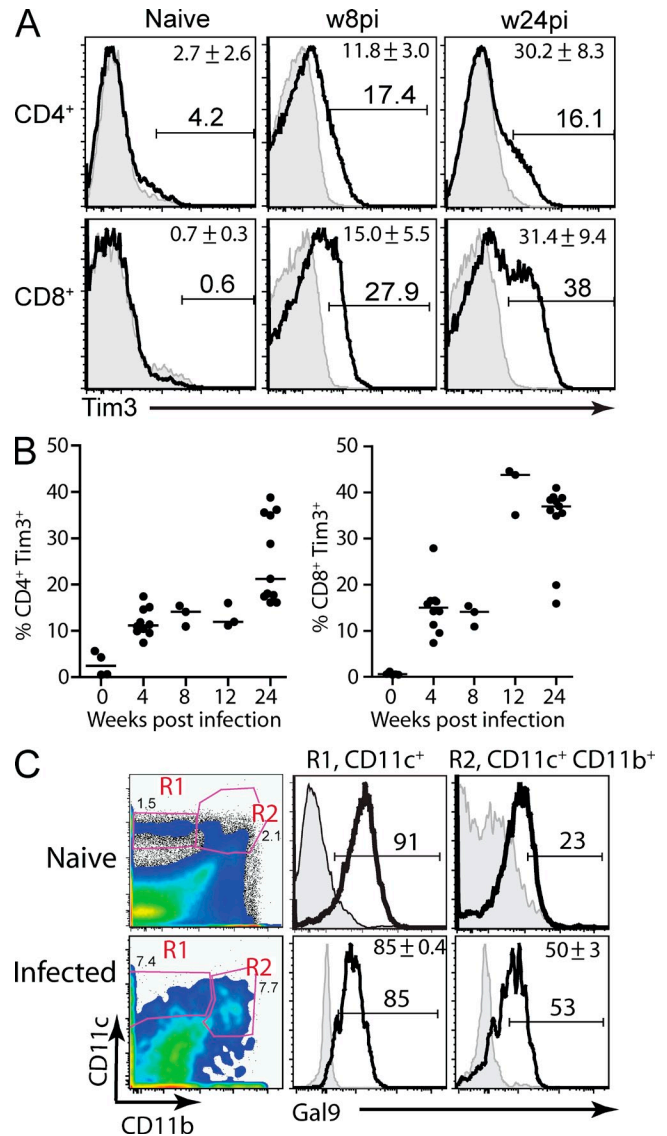 A
Naive w8pi w24pi
CD4⁺
2.7 ± 2.6
4.2
11.8 ± 3.0
17.4
30.2 ± 8.3
16.1
CD8⁺
0.7 ± 0.3
0.6
15.0 ± 5.5
27.9
31.4 ± 9.4
38
Tim3
B
% CD4⁺ Tim3⁺
50
40
30
20
10
0
0 4 8 12 24
Weeks post infection
% CD8⁺ Tim3⁺
50
40
30
20
10
0
0 4 8 12 24
Weeks post infection
C
R1, CD11c⁺ R2, CD11c⁺ CD11b⁺
Naive
R1
1.5
R2
2.1
91
23
Infected
R1
7.4
R2
7.7
85 ± 0.4
85
50 ± 3
53
CD11c
CD11b
Gal9